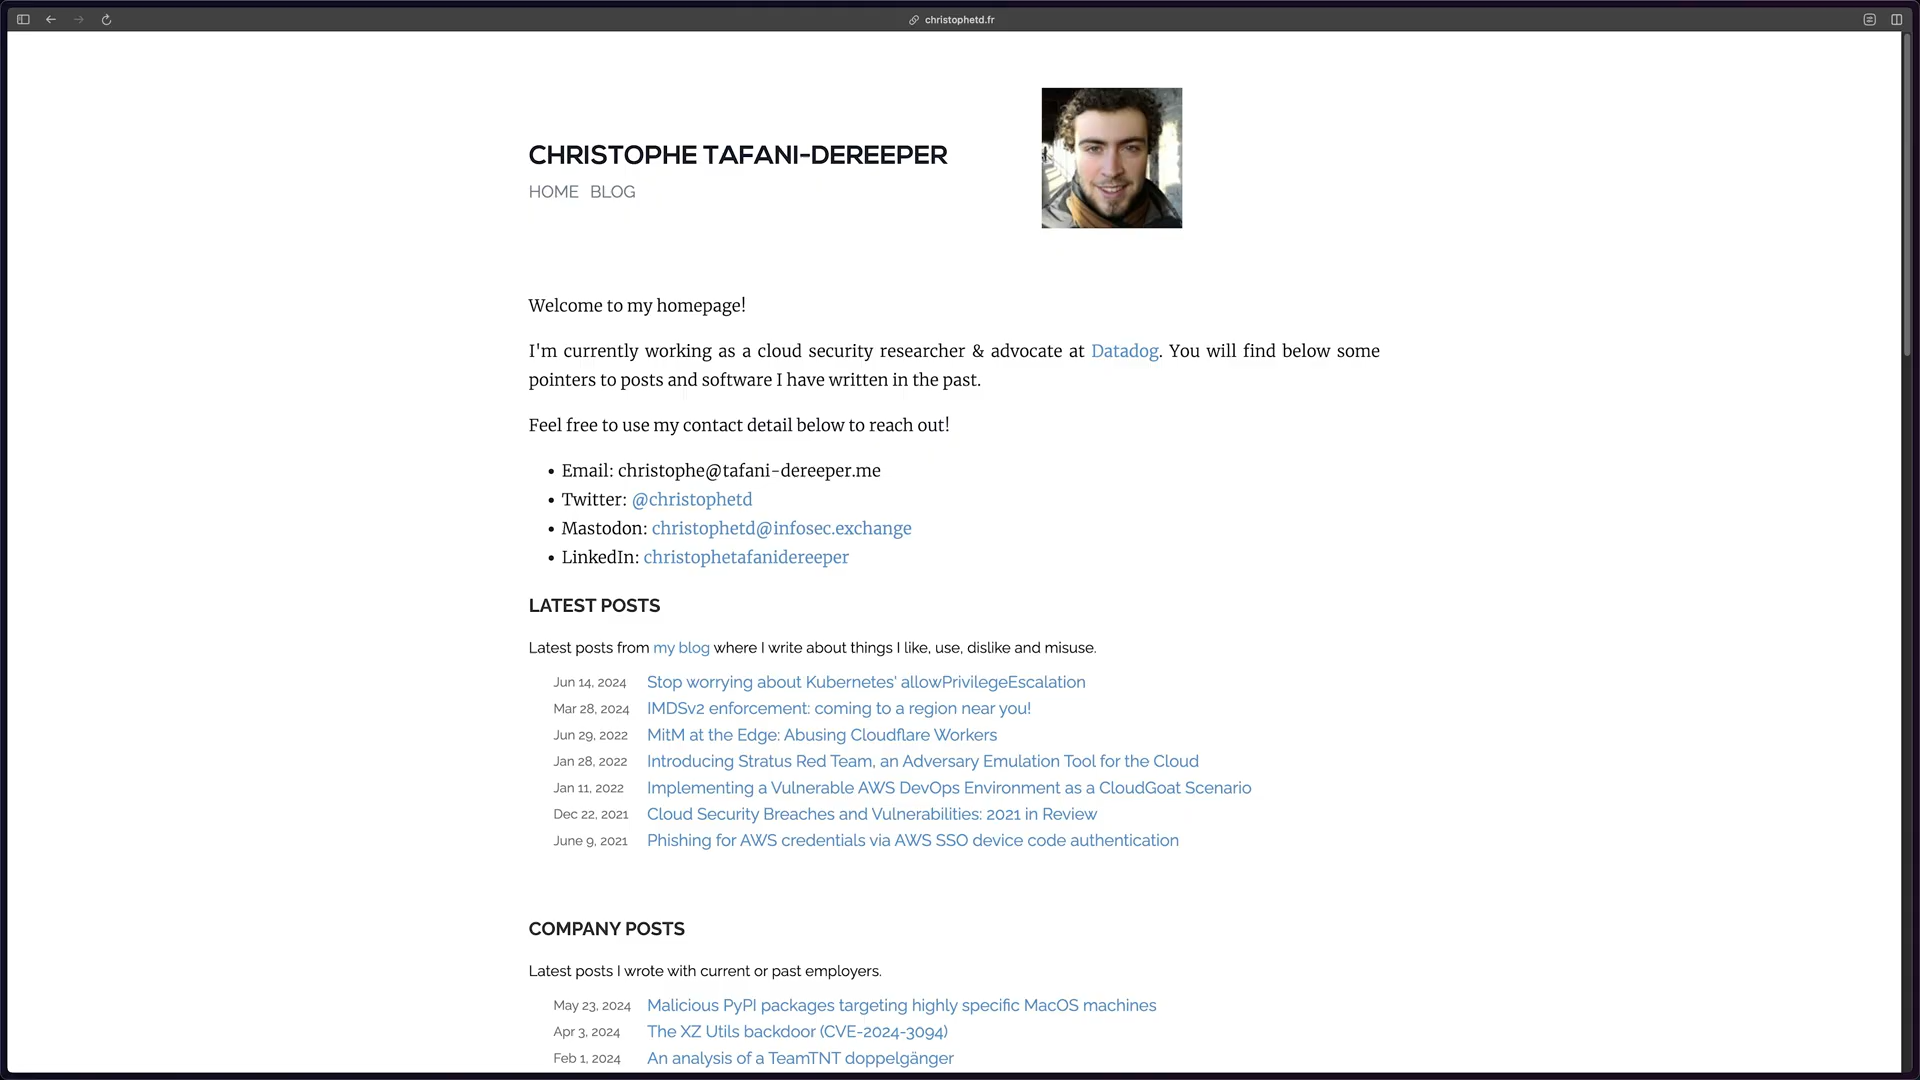 christophetd.fr
CHRISTOPHE TAFANI-DEREEPER
HOME BLOG
Welcome to my homepage!
I'm currently working as a cloud security researcher & advocate at Datadog. You will find below some
pointers to posts and software I have written in the past.
Feel free to use my contact detail below to reach out!
• Email: christophe@tafani-dereeper.me
• Twitter: @christophetd
• Mastodon: christophetd@infosec.exchange
• LinkedIn: christophetafanidereeper
LATEST POSTS
Latest posts from my blog where I write about things I like, use, dislike and misuse.
Jun 14, 2024 Stop worrying about Kubernetes' allowPrivilegeEscalation
Mar 28, 2024 IMDSv2 enforcement: coming to a region near you!
Jun 29, 2022 MitM at the Edge: Abusing Cloudflare Workers
Jan 28, 2022 Introducing Stratus Red Team, an Adversary Emulation Tool for the Cloud
Jan 11, 2022 Implementing a Vulnerable AWS DevOps Environment as a CloudGoat Scenario
Dec 22, 2021 Cloud Security Breaches and Vulnerabilities: 2021 in Review
June 9, 2021 Phishing for AWS credentials via AWS SSO device code authentication
COMPANY POSTS
Latest posts I wrote with current or past employers.
May 23, 2024 Malicious PyPI packages targeting highly specific MacOS machines
Apr 3, 2024 The XZ Utils backdoor (CVE-2024-3094)
Feb 1, 2024 An analysis of a TeamTNT doppelgänger